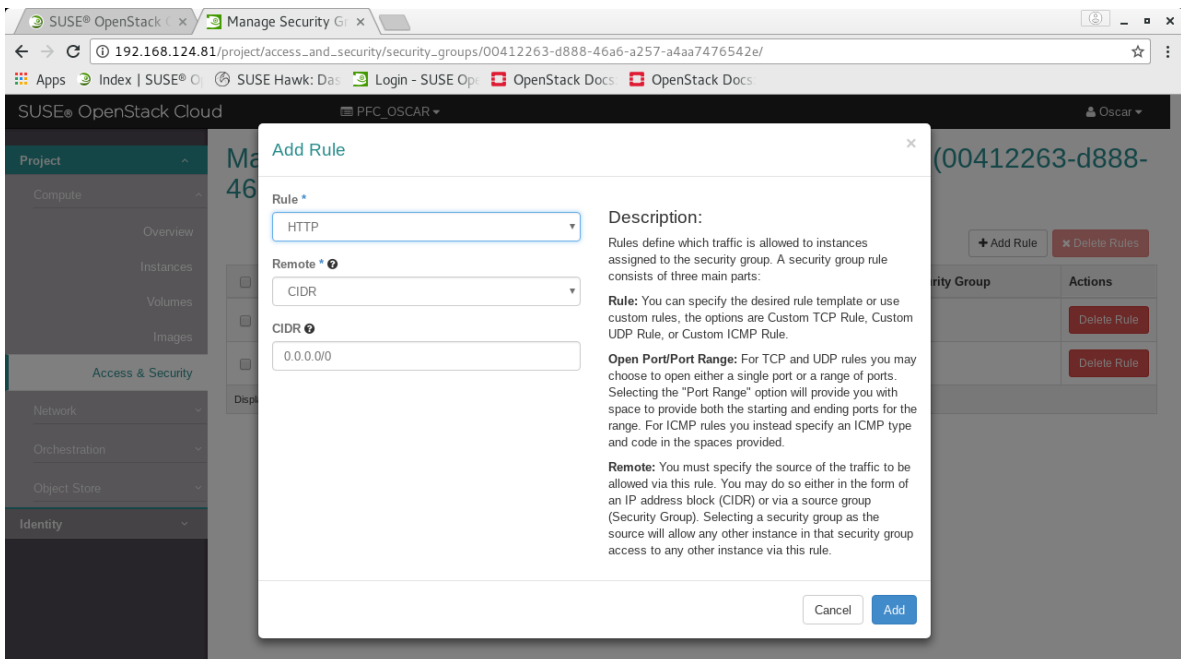 SUSE® OpenStack C
Manage Security Gr
192.168.124.81/project/access_and_security/security_groups/00412263-d888-46a6-a257-a4aa7476542e/
Apps Index | SUSE® O SUSE Hawk: Das Login - SUSE Ope OpenStack Docs: OpenStack Docs
SUSE® OpenStack Cloud
PFC_OSCAR
Oscar
Project
Compute
Overview
Instances
Volumes
Images
Access & Security
Network
Orchestration
Object Store
Identity
Ma
(00412263-d888-
46
+ Add Rule
Delete Rules
rity Group
Actions
Delete Rule
Delete Rule
Displ
Add Rule
×
Rule *
HTTP
Remote *
CIDR
CIDR
0.0.0.0/0
Description:
Rules define which traffic is allowed to instances
assigned to the security group. A security group rule
consists of three main parts:
Rule: You can specify the desired rule template or use
custom rules, the options are Custom TCP Rule, Custom
UDP Rule, or Custom ICMP Rule.
Open Port/Port Range: For TCP and UDP rules you may
choose to open either a single port or a range of ports.
Selecting the "Port Range" option will provide you with
space to provide both the starting and ending ports for the
range. For ICMP rules you instead specify an ICMP type
and code in the spaces provided.
Remote: You must specify the source of the traffic to be
allowed via this rule. You may do so either in the form of
an IP address block (CIDR) or via a source group
(Security Group). Selecting a security group as the
source will allow any other instance in that security group
access to any other instance via this rule.
Cancel
Add